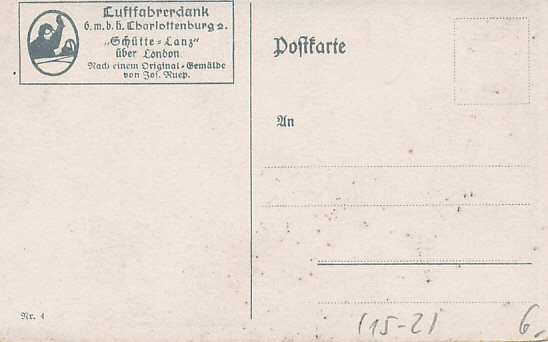 Luftfahrerdank
G.m.b.H. Charlottenburg 2.
„Schütte-Lanz"
über London
Nach einem Original-Gemälde
von Jos. Ruep.
Postkarte
An
Nr. 4
(15-2)
6,